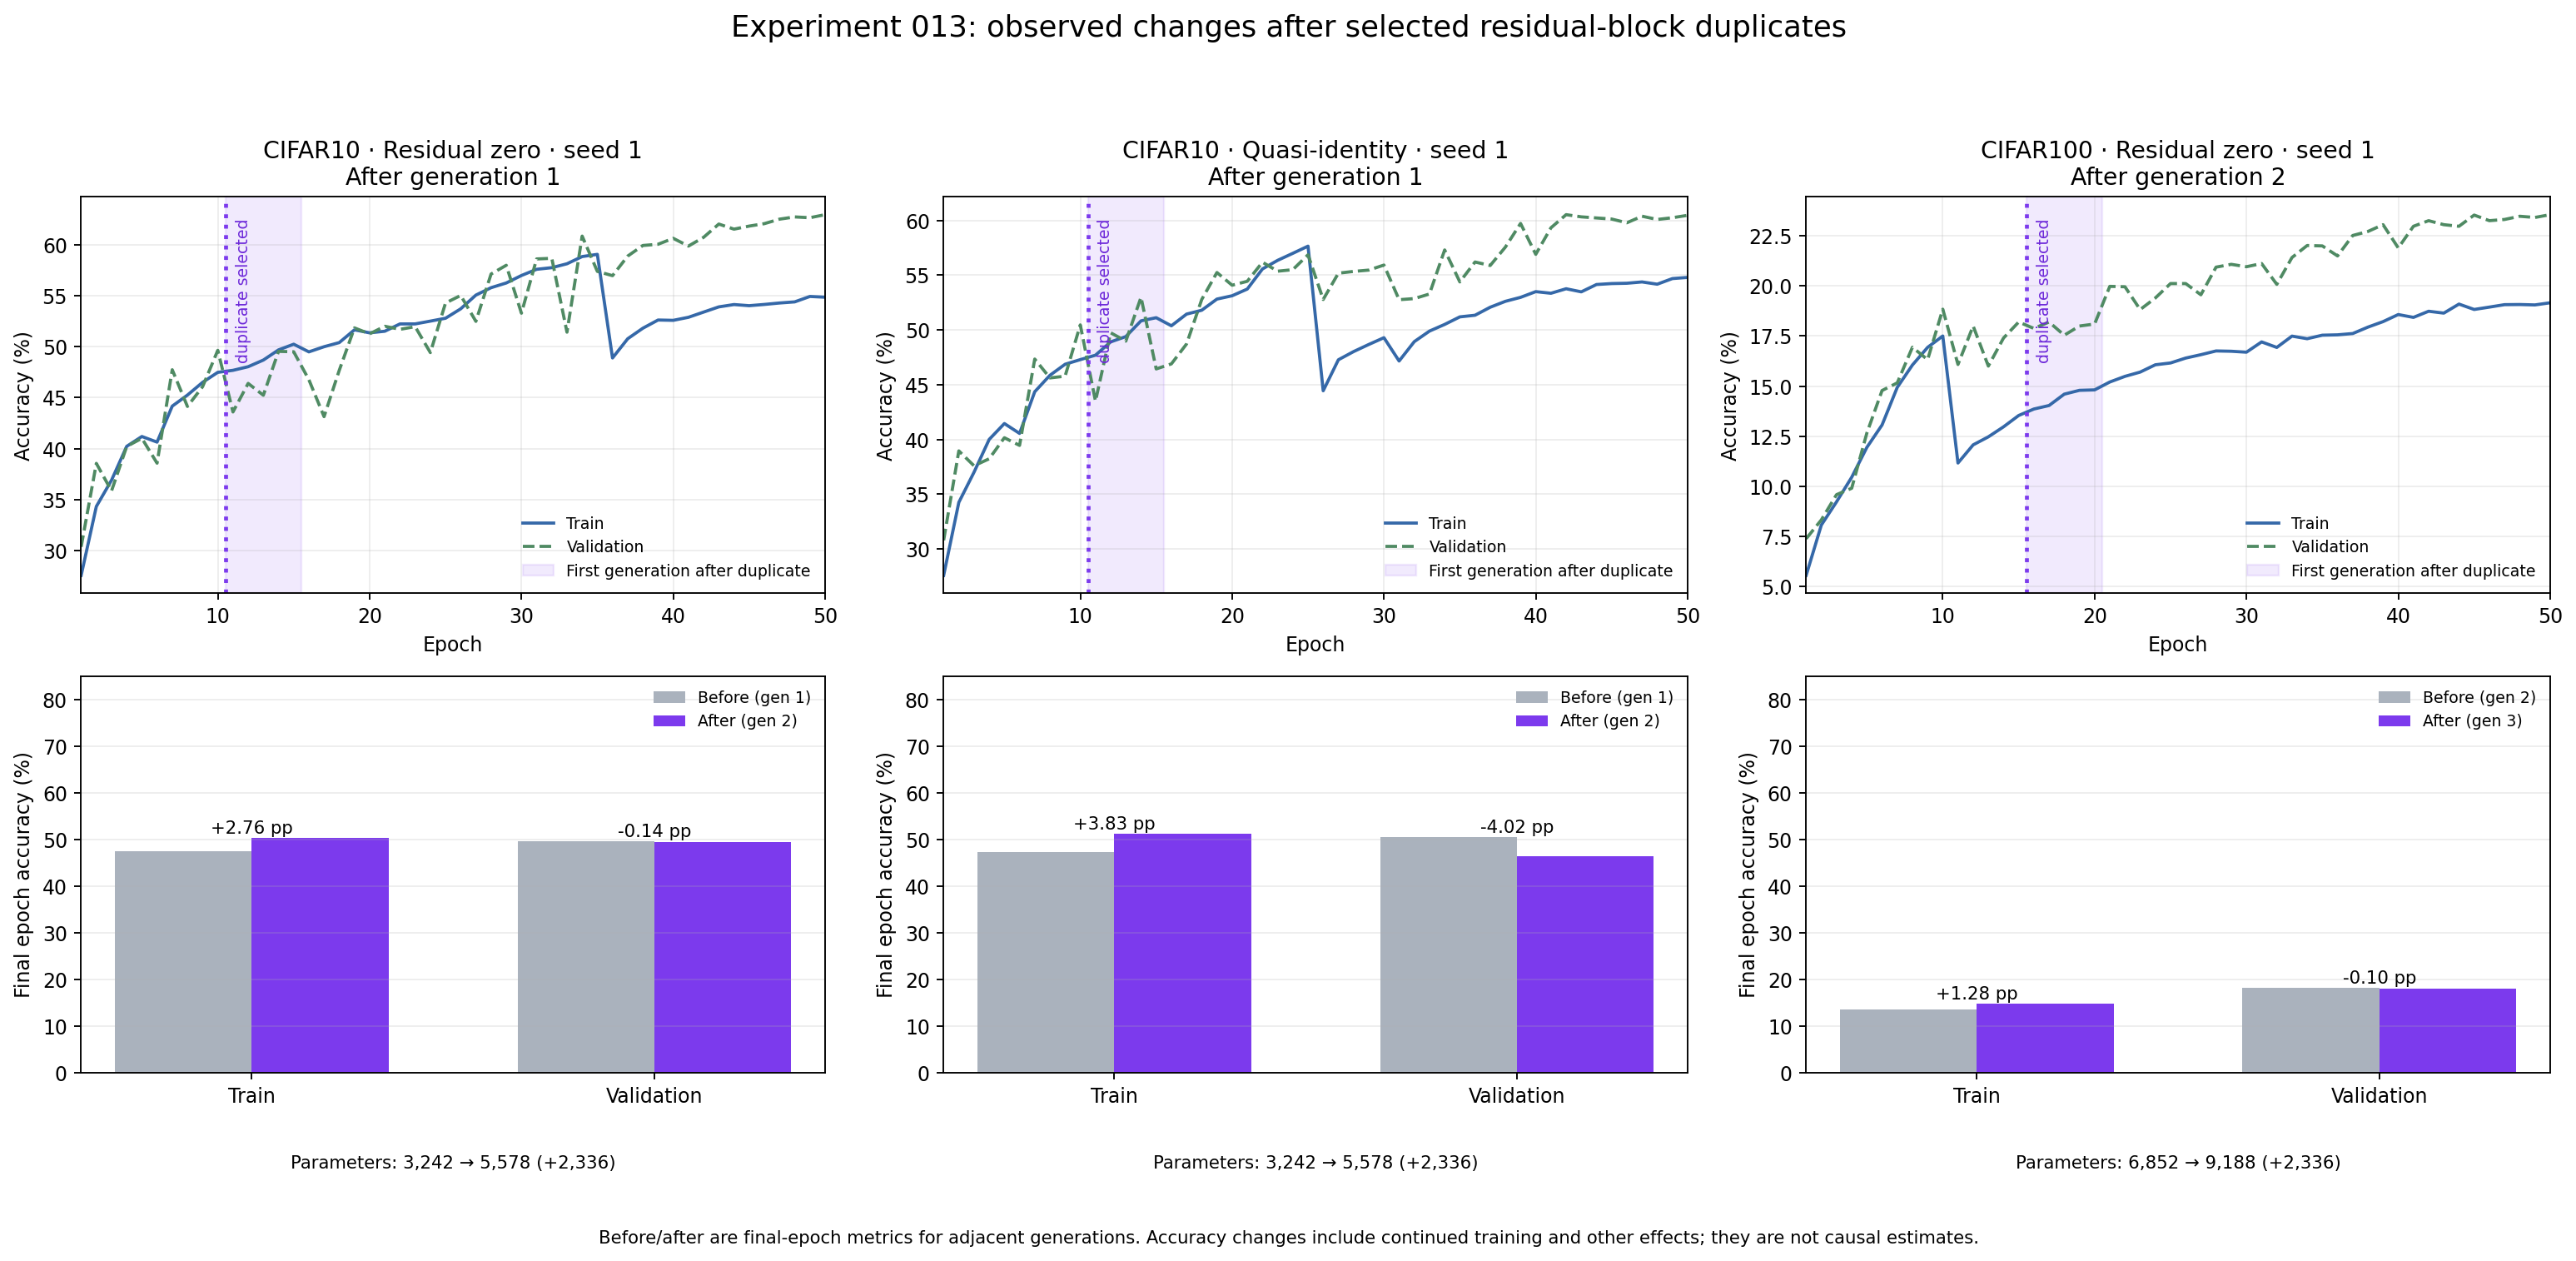 Experiment 013: observed changes after selected residual-block duplicates
CIFAR10 · Residual zero · seed 1
After generation 1
Accuracy (%)
60
55
50
45
40
35
30
duplicate selected
Train
Validation
First generation after duplicate
10 20 30 40 50
Epoch
CIFAR10 · Quasi-identity · seed 1
After generation 1
Accuracy (%)
60
55
50
45
40
35
30
duplicate selected
Train
Validation
First generation after duplicate
10 20 30 40 50
Epoch
CIFAR100 · Residual zero · seed 1
After generation 2
Accuracy (%)
22.5
20.0
17.5
15.0
12.5
10.0
7.5
5.0
duplicate selected
Train
Validation
First generation after duplicate
10 20 30 40 50
Epoch
Final epoch accuracy (%)
80
70
60
50
40
30
20
10
0
Before (gen 1)
After (gen 2)
+2.76 pp
-0.14 pp
Train Validation
Parameters: 3,242 → 5,578 (+2,336)
Final epoch accuracy (%)
80
70
60
50
40
30
20
10
0
Before (gen 1)
After (gen 2)
+3.83 pp
-4.02 pp
Train Validation
Parameters: 3,242 → 5,578 (+2,336)
Final epoch accuracy (%)
80
70
60
50
40
30
20
10
0
Before (gen 2)
After (gen 3)
+1.28 pp
-0.10 pp
Train Validation
Parameters: 6,852 → 9,188 (+2,336)
Before/after are final-epoch metrics for adjacent generations. Accuracy changes include continued training and other effects; they are not causal estimates.